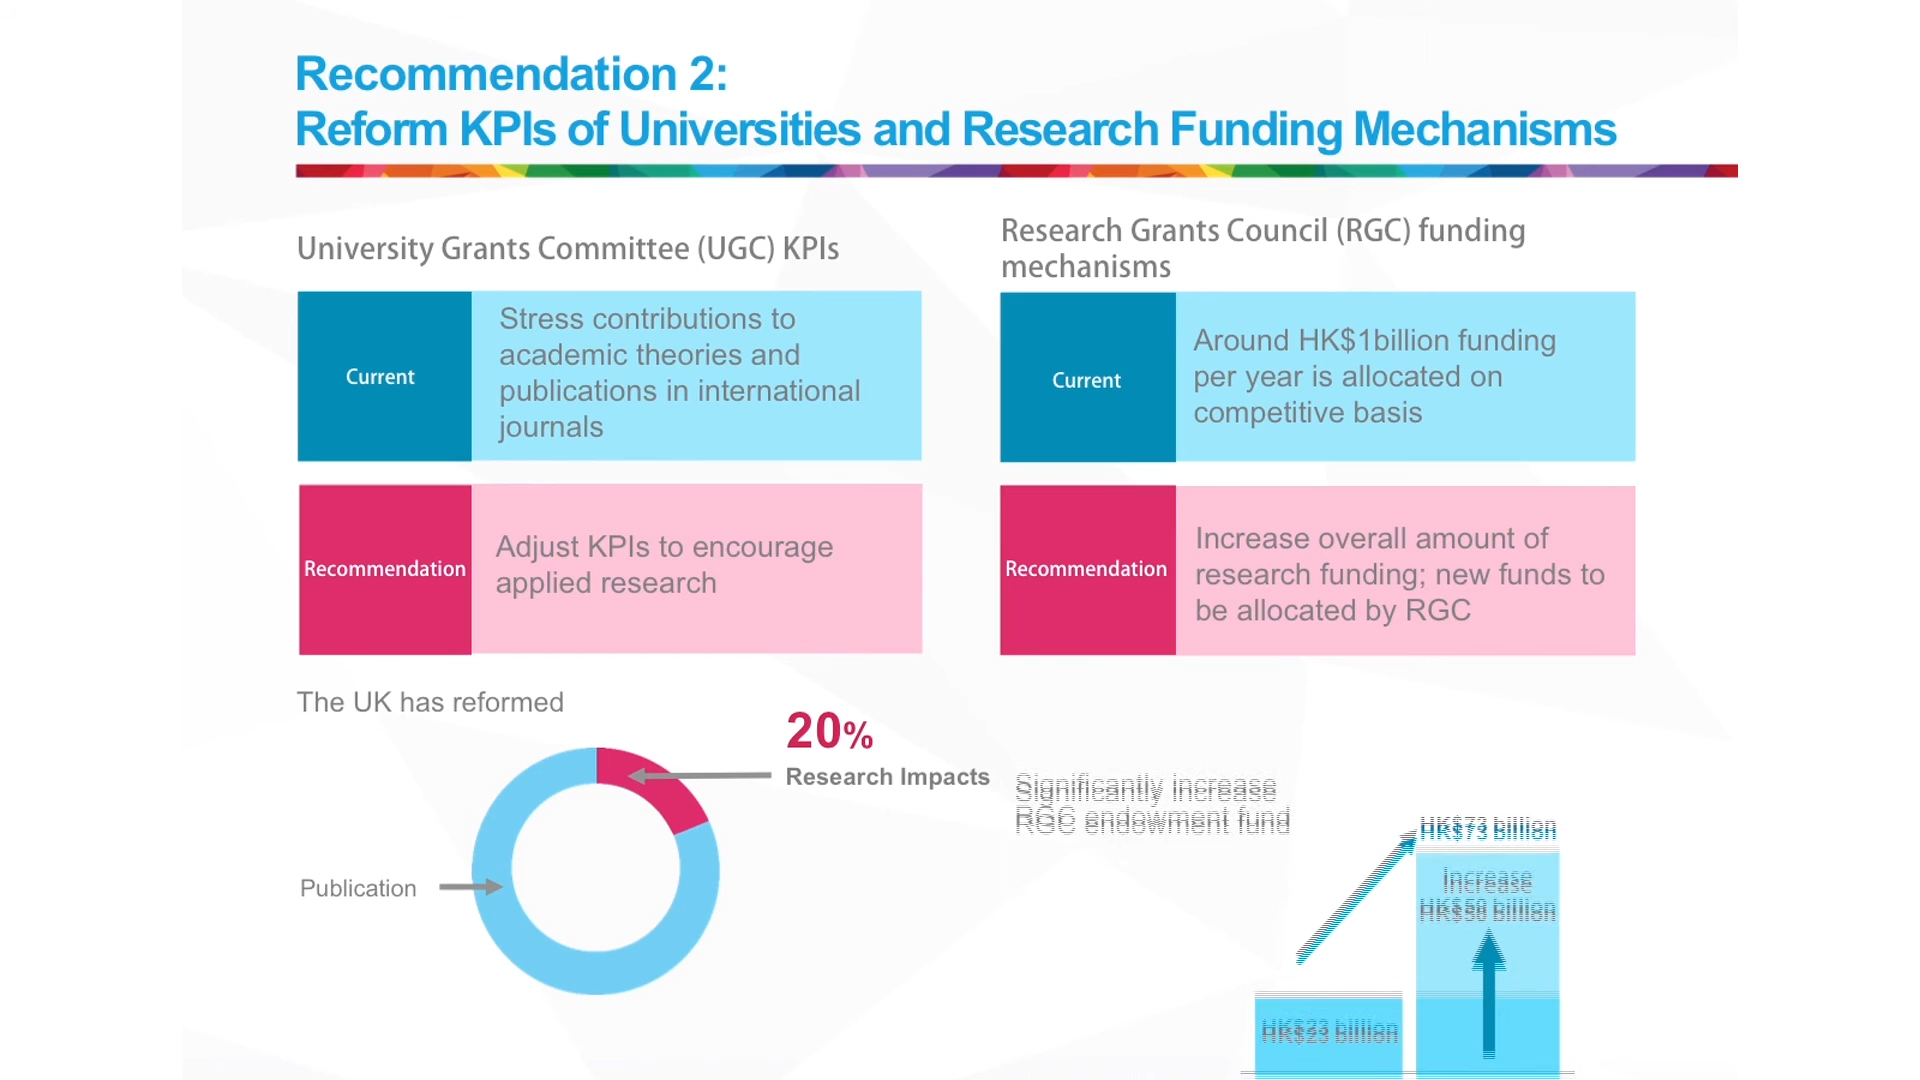 Recommendation 2:
Reform KPIs of Universities and Research Funding Mechanisms
University Grants Committee (UGC) KPIs
Current
Stress contributions to
academic theories and
publications in international
journals
Recommendation
Adjust KPIs to encourage
applied research
The UK has reformed
20%
Research Impacts
Publication
Research Grants Council (RGC) funding
mechanisms
Current
Around HK$1billion funding
per year is allocated on
competitive basis
Recommendation
Increase overall amount of
research funding; new funds to
be allocated by RGC
Significantly increase
RGC endowment fund
HK$73 billion
Increase
HK$50 billion
HK$23 billion